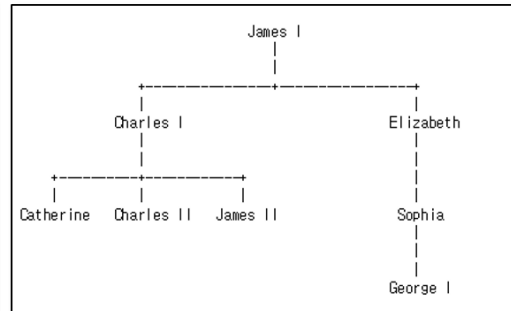 James I
Charles I Elizabeth
Catherine Charles II James II Sophia
George I